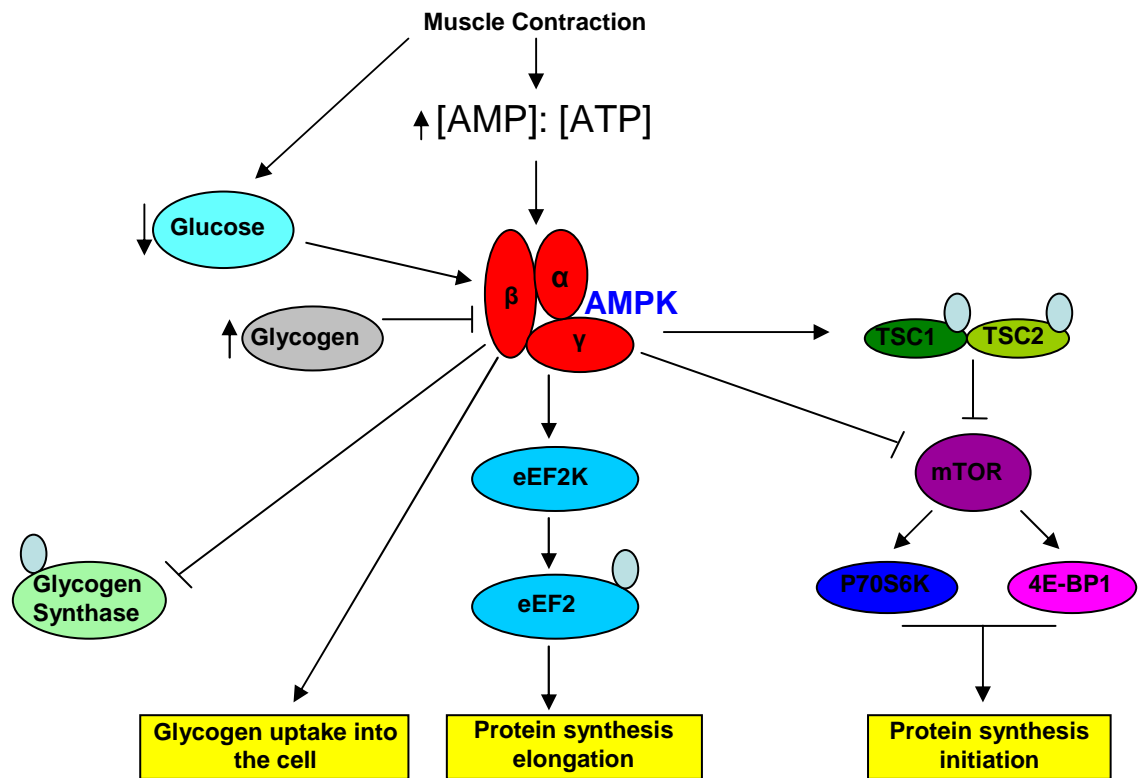 Muscle Contraction
[AMP]: [ATP]
Glucose
β
α
AMPK
Glycogen
γ
TSC1
TSC2
eEF2K
mTOR
Glycogen
Synthase
eEF2
P70S6K
4E-BP1
Glycogen uptake into
the cell
Protein synthesis
elongation
Protein synthesis
initiation